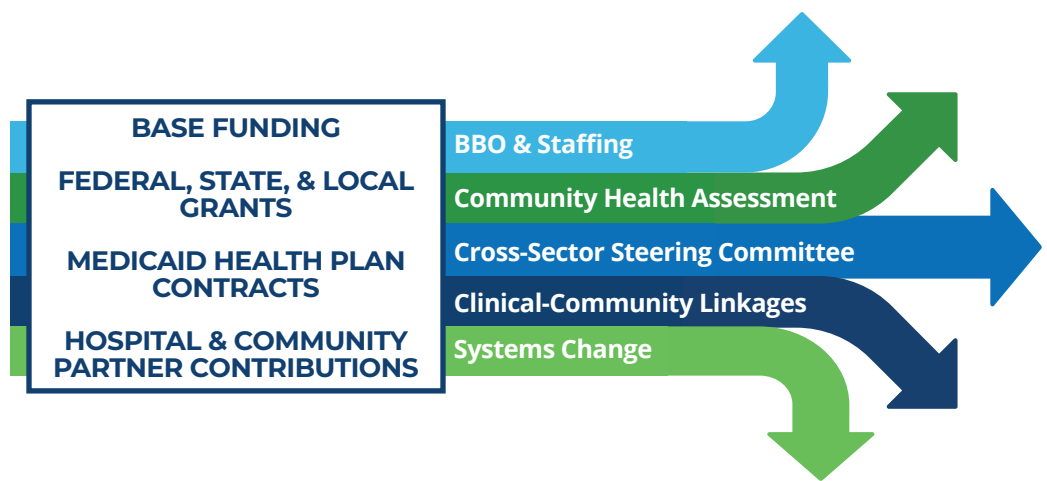 BASE FUNDING
FEDERAL, STATE, & LOCAL
GRANTS
MEDICAID HEALTH PLAN
CONTRACTS
HOSPITAL & COMMUNITY
PARTNER CONTRIBUTIONS
BBO & Staffing
Community Health Assessment
Cross-Sector Steering Committee
Clinical-Community Linkages
Systems Change